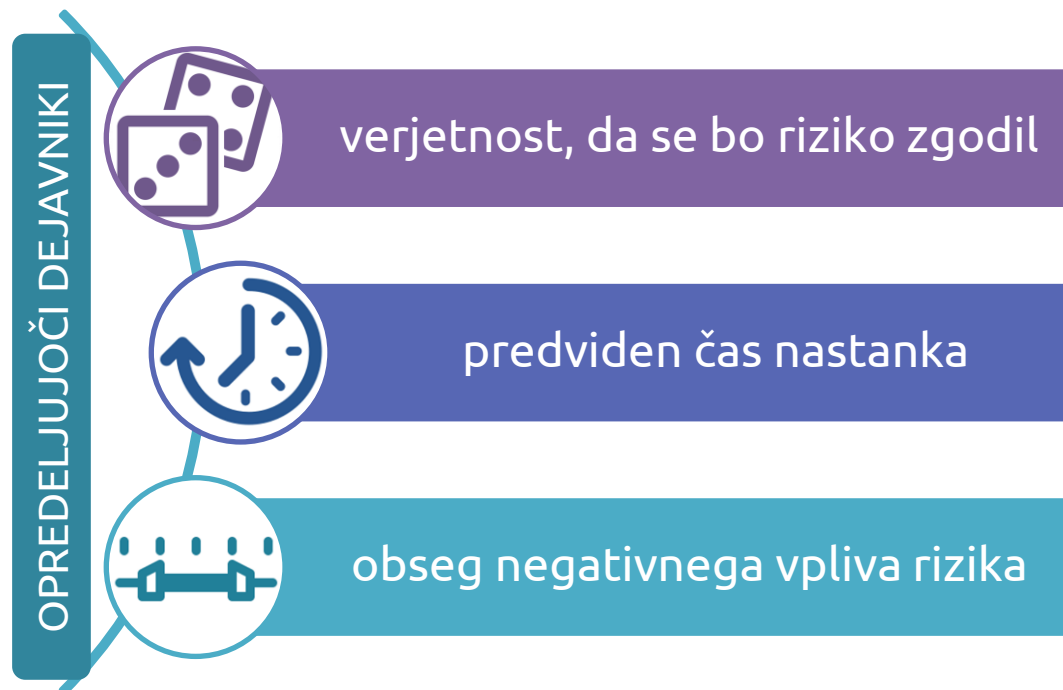 OPREDELJUJOČI DEJAVNIKI
verjetnost, da se bo riziko zgodil
predviden čas nastanka
obseg negativnega vpliva rizika